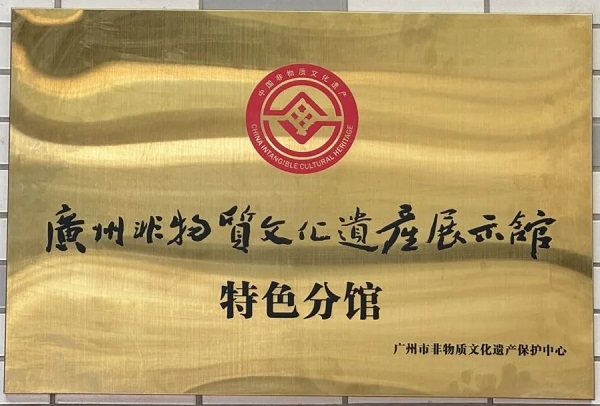 中国非物质文化遗产
CHINA INTANGIBLE CULTURAL HERITAGE
廣州非物質文化遺產展示館
特色分馆
广州市非物质文化遗产保护中心